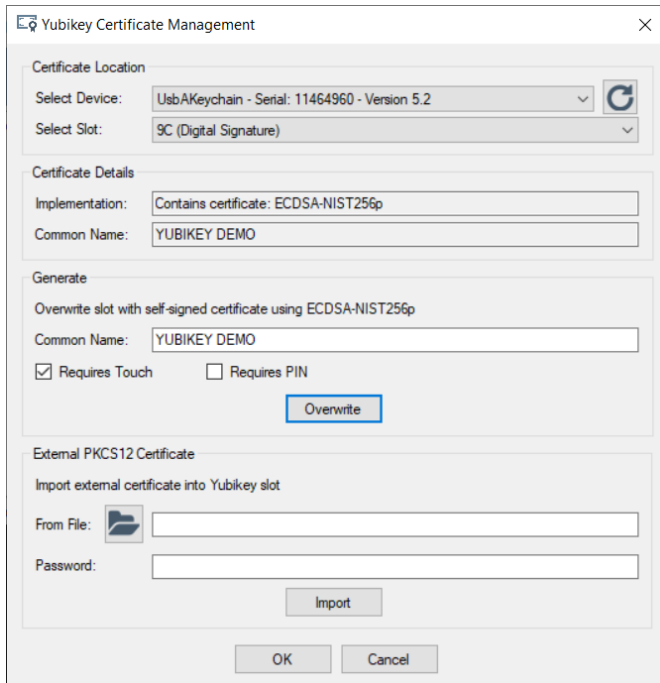 Yubikey Certificate Management
Certificate Location
Select Device: UsbAKeychain - Serial: 11464960 - Version 5.2
Select Slot: 9C (Digital Signature)
Certificate Details
Implementation: Contains certificate: ECDSA-NIST256p
Common Name: YUBIKEY DEMO
Generate
Overwrite slot with self-signed certificate using ECDSA-NIST256p
Common Name: YUBIKEY DEMO
Requires Touch Requires PIN
Overwrite
External PKCS12 Certificate
Import external certificate into Yubikey slot
From File:
Password:
Import
OK Cancel